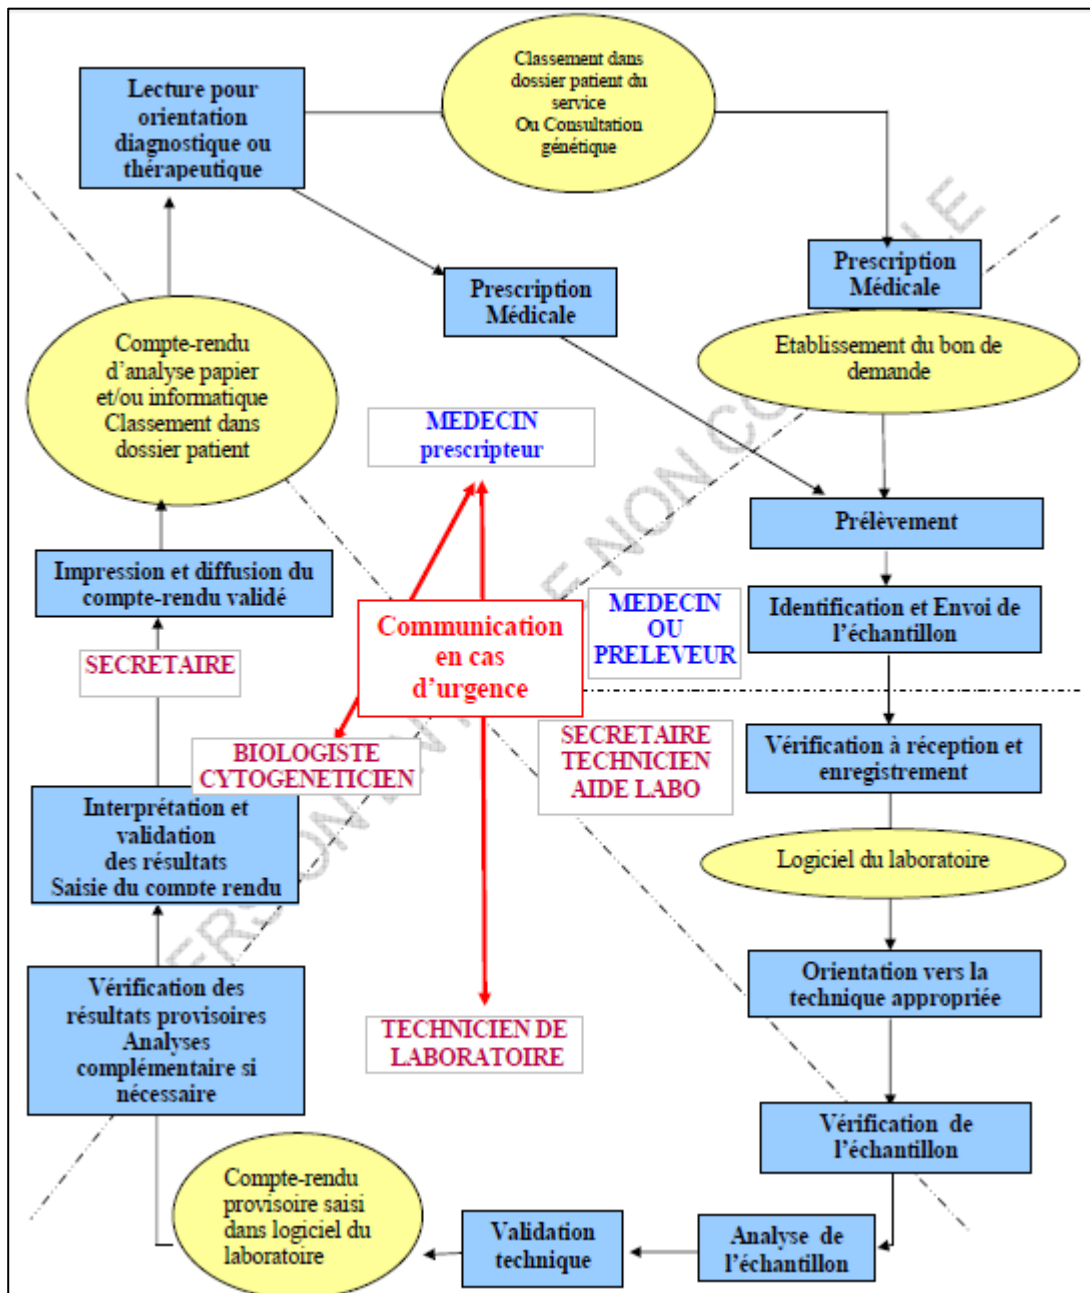 Classement dans
dossier patient du
service
Ou Consultation
génétique
Lecture pour
orientation
diagnostique ou
thérapeutique
Prescription
Médicale
Prescription
Médicale
Etablissement du bon de
demande
Compte-rendu
d'analyse papier
et/ou informatique
Classement dans
dossier patient
MEDECIN
prescripteur
Prélèvement
Impression et diffusion du
compte-rendu validé
Identification et Envoi de
l'échantillon
MEDECIN
OU
PRELEVEUR
Communication
en cas
d'urgence
SECRETAIRE
BIOLOGISTE
CYTOGENETICIEN
SECRETAIRE
TECHNICIEN
AIDE LABO
Vérification à réception et
enregistrement
Interprétation et
validation
des résultats
Saisie du compte rendu
Logiciel du laboratoire
Vérification des
résultats provisoires
Analyses
complémentaire si
nécessaire
Orientation vers la
technique appropriée
TECHNICIEN DE
LABORATOIRE
Vérification de
l'échantillon
Compte-rendu
provisoire saisi
dans logiciel du
laboratoire
Validation
technique
Analyse de
l'échantillon
NON